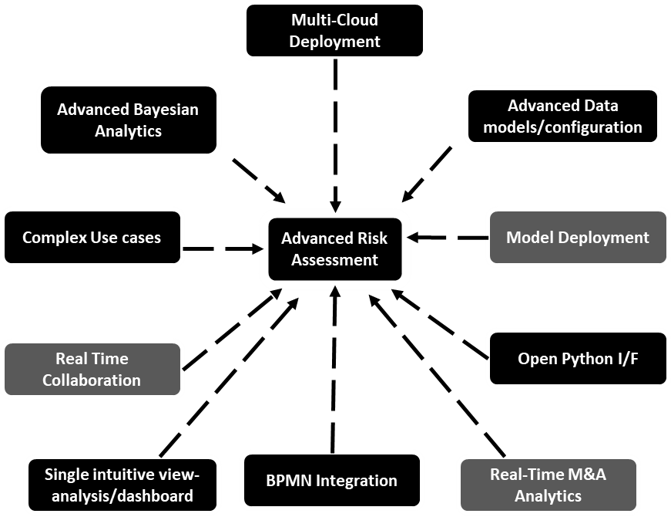 Multi-Cloud
Deployment
Advanced Bayesian
Analytics
Advanced Data
models/configuration
Complex Use cases
Advanced Risk
Assessment
Model Deployment
Real Time
Collaboration
Open Python I/F
Single intuitive view-
analysis/dashboard
BPMN Integration
Real-Time M&A
Analytics